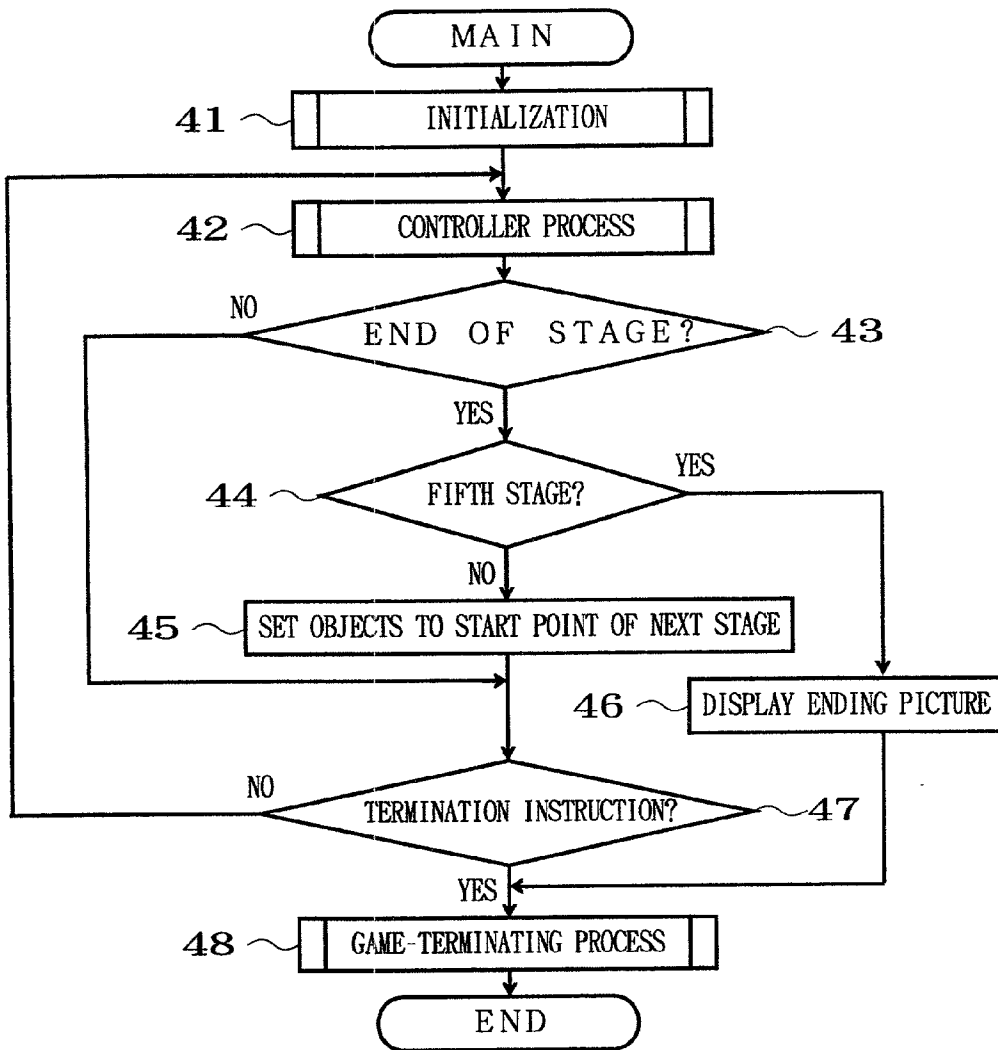 MAIN
41 INITIALIZATION
42 CONTROLLER PROCESS
NO
END OF STAGE? 43
YES
YES
44 FIFTH STAGE?
NO
45 SET OBJECTS TO START POINT OF NEXT STAGE
46 DISPLAY ENDING PICTURE
NO
TERMINATION INSTRUCTION? 47
YES
48 GAME-TERMINATING PROCESS
END